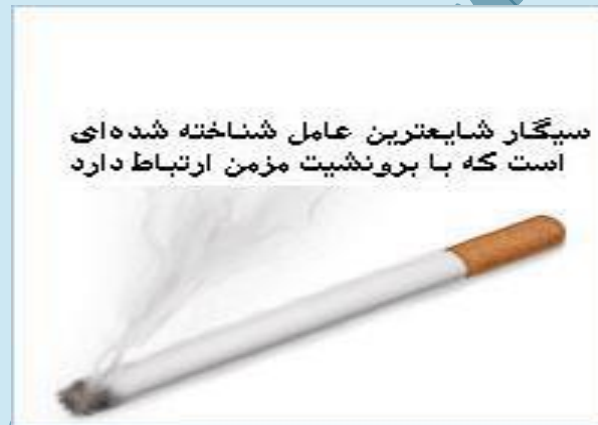 سیگار شایعترین عامل شناخته شده‌ای
است که با برونشیت مزمن ارتباط دارد